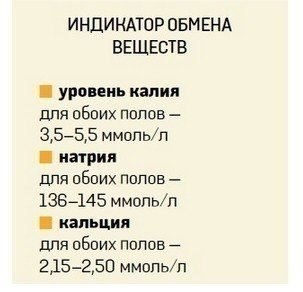 ИНДИКАТОР ОБМЕНА
ВЕЩЕСТВ
уровень калия
для обоих полов —
3,5–5,5 ммоль/л
натрия
для обоих полов —
136–145 ммоль/л
кальция
для обоих полов —
2,15–2,50 ммоль/л